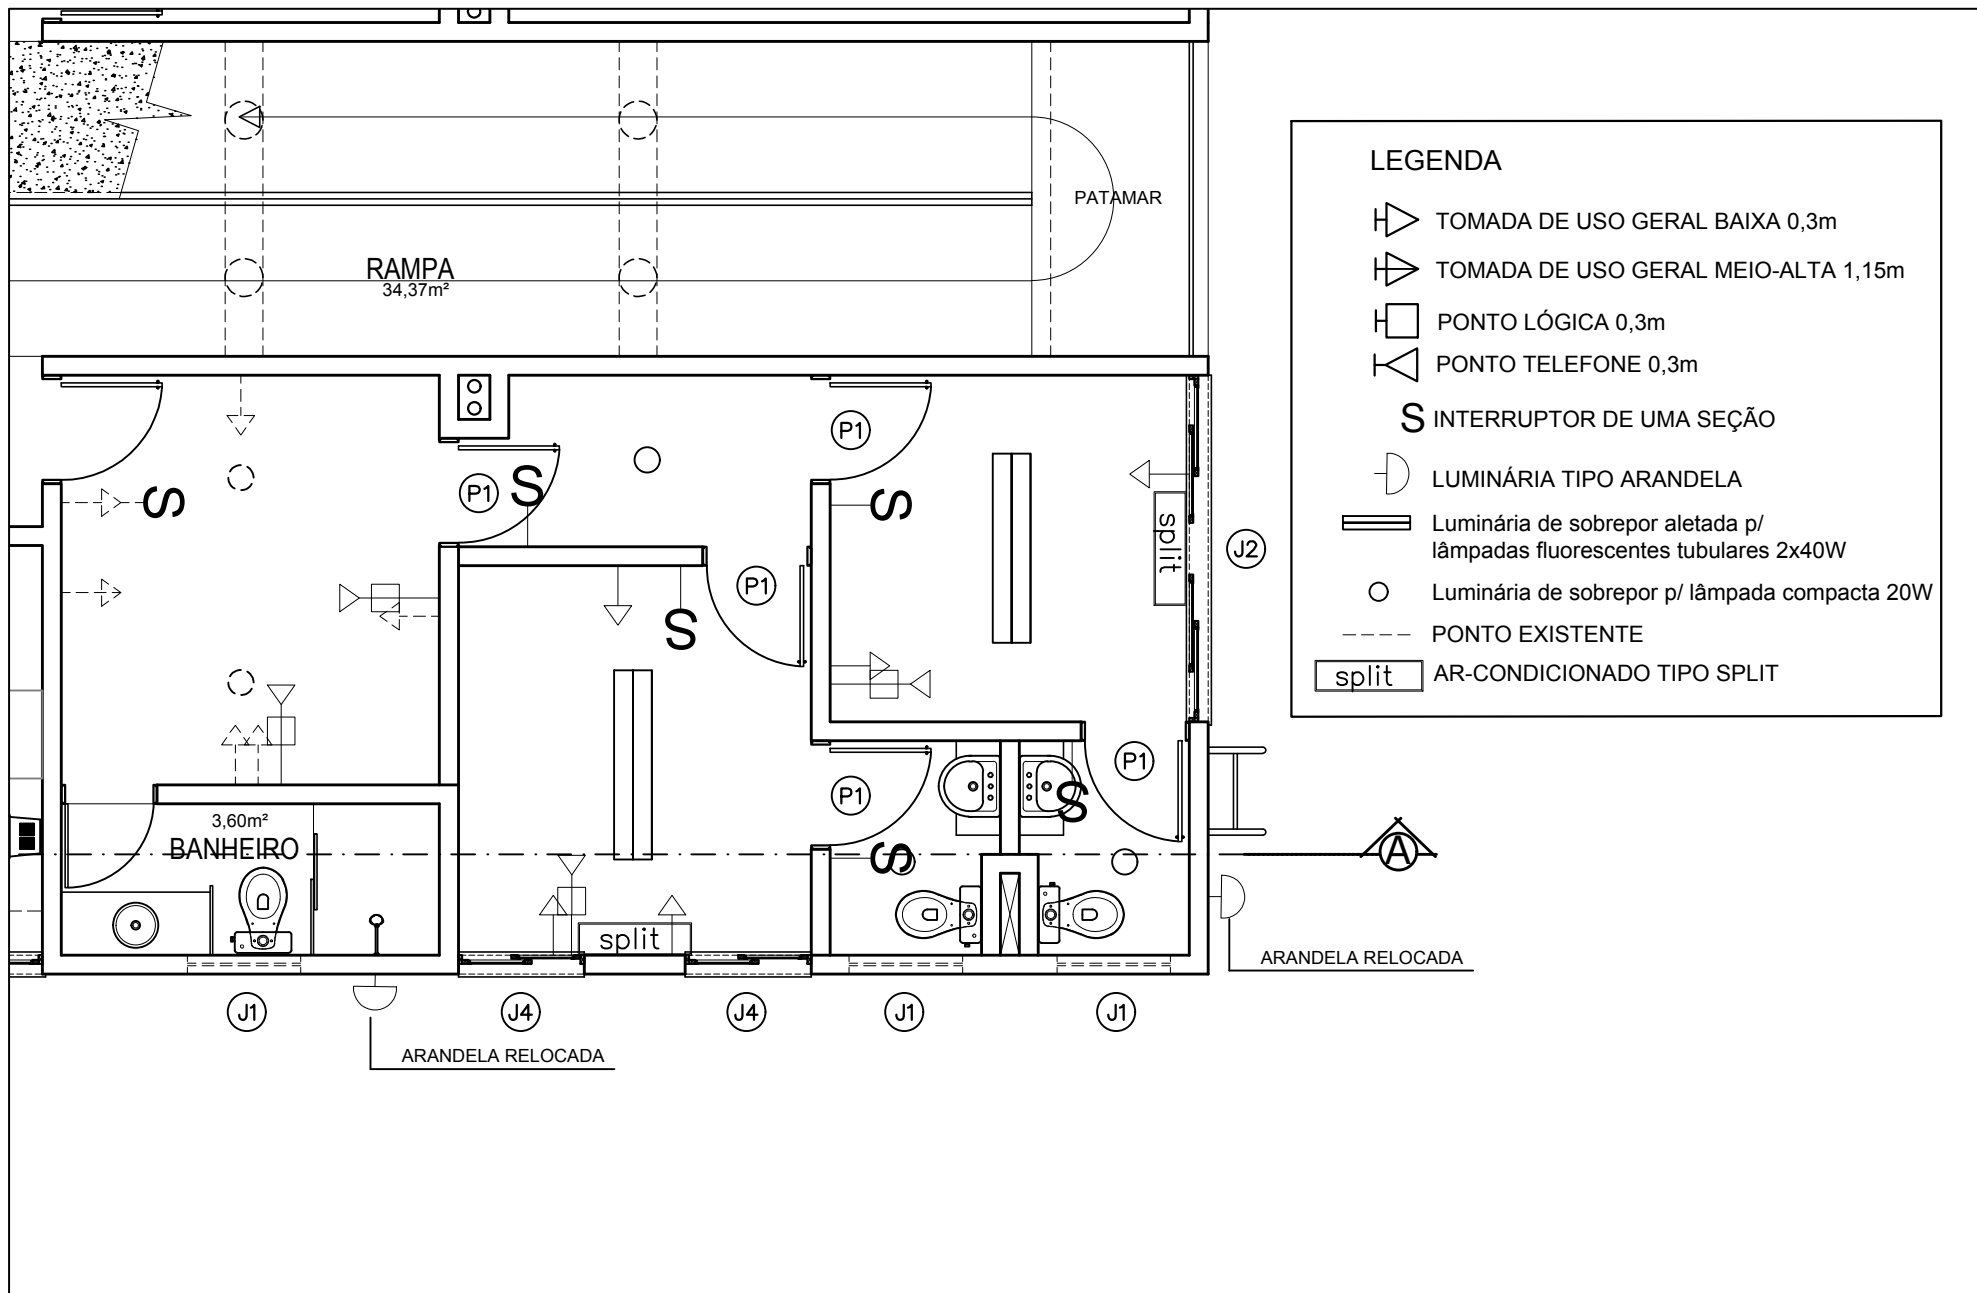 PATAMAR
RAMPA
34,37m²
P1
P1
S
S
S
P1
S
split
J2
P1
P1
S
S
3,60m²
BANHEIRO
A
split
ARANDELA RELOCADA
J1
J4
J4
J1
J1
ARANDELA RELOCADA
LEGENDA
TOMADA DE USO GERAL BAIXA 0,3m
TOMADA DE USO GERAL MEIO-ALTA 1,15m
PONTO LÓGICA 0,3m
PONTO TELEFONE 0,3m
S INTERRUPTOR DE UMA SEÇÃO
LUMINÁRIA TIPO ARANDELA
Luminária de sobrepor aletada p/
lâmpadas fluorescentes tubulares 2x40W
Luminária de sobrepor p/ lâmpada compacta 20W
PONTO EXISTENTE
split AR-CONDICIONADO TIPO SPLIT